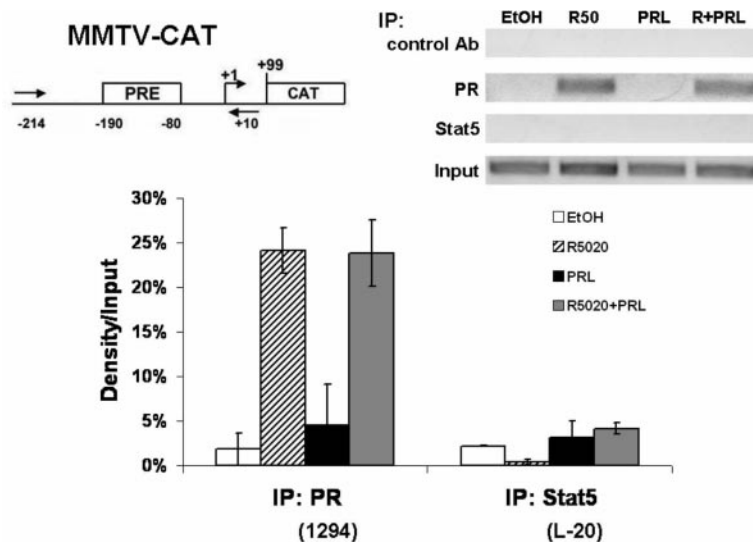 MMTV-CAT
+1
+99
PRE
CAT
-214
-190
-80
+10
IP:
EtOH R50 PRL R+PRL
control Ab
PR
Stat5
Input
30%
25%
20%
15%
10%
5%
0%
Density/Input
EtOH
R5020
PRL
R5020+PRL
IP: PR
(1294)
IP: Stat5
(L-20)